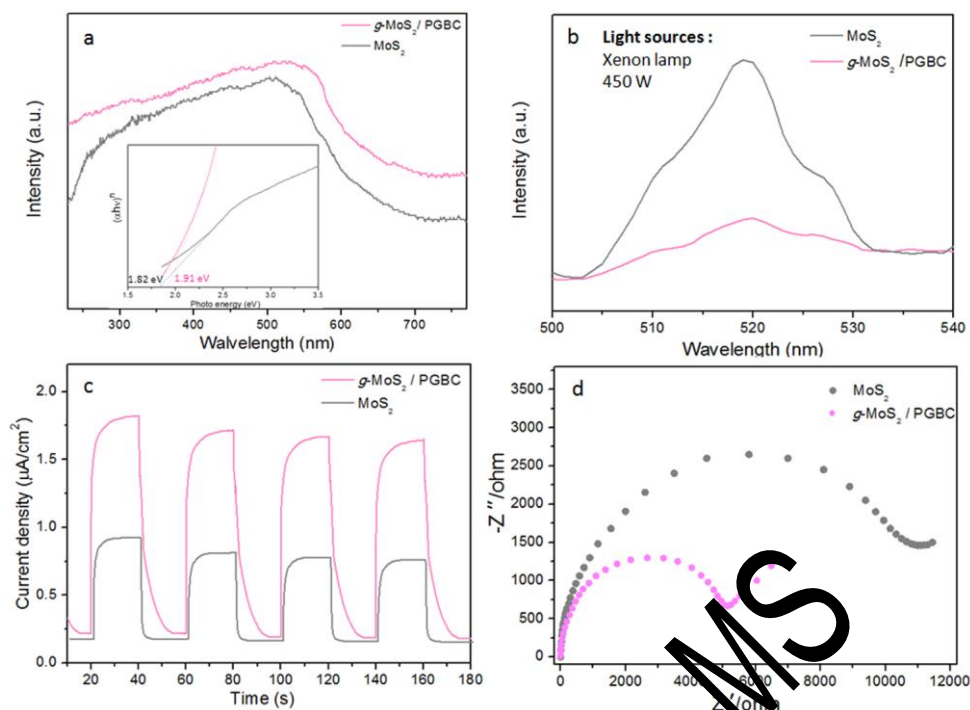 a
g-MoS₂/ PGBC
MoS₂
Intensity (a.u.)
(αhν)ⁿ
1.82 eV
1.91 eV
1.5 2.0 2.5 3.0 3.5
Photo energy (eV)
300 400 500 600 700
Walvelength (nm)
b
Light sources :
Xenon lamp
450 W
MoS₂
g-MoS₂ /PGBC
Intensity (a.u.)
500 510 520 530 540
Wavelength (nm)
c
g-MoS₂ / PGBC
MoS₂
Current density (μA/cm²)
2.0
1.5
1.0
0.5
0.0
20 40 60 80 100 120 140 160 180
Time (s)
d
MoS₂
g-MoS₂ / PGBC
-Z″/ohm
3500
3000
2500
2000
1500
1000
500
0
0 2000 4000 6000 8000 10000 12000
Z′/ohm
MS